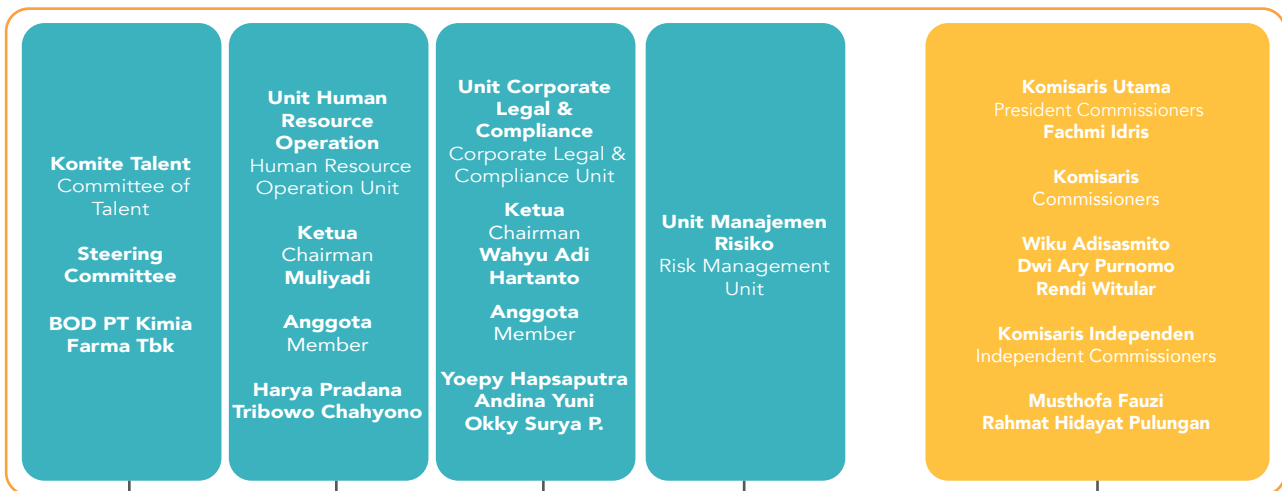 Komite Talent
Committee of
Talent
Steering
Committee
BOD PT Kimia
Farma Tbk
Unit Human
Resource
Operation
Human Resource
Operation Unit
Ketua
Chairman
Muliyadi
Anggota
Member
Harya Pradana
Tribowo Chahyono
Unit Corporate
Legal &
Compliance
Corporate Legal &
Compliance Unit
Ketua
Chairman
Wahyu Adi
Hartanto
Anggota
Member
Yoepy Hapsaputra
Andina Yuni
Okky Surya P.
Unit Manajemen
Risiko
Risk Management
Unit
Komisaris Utama
President Commissioners
Fachmi Idris
Komisaris
Commissioners
Wiku Adisasmito
Dwi Ary Purnomo
Rendi Witular
Komisaris Independen
Independent Commissioners
Musthofa Fauzi
Rahmat Hidayat Pulungan